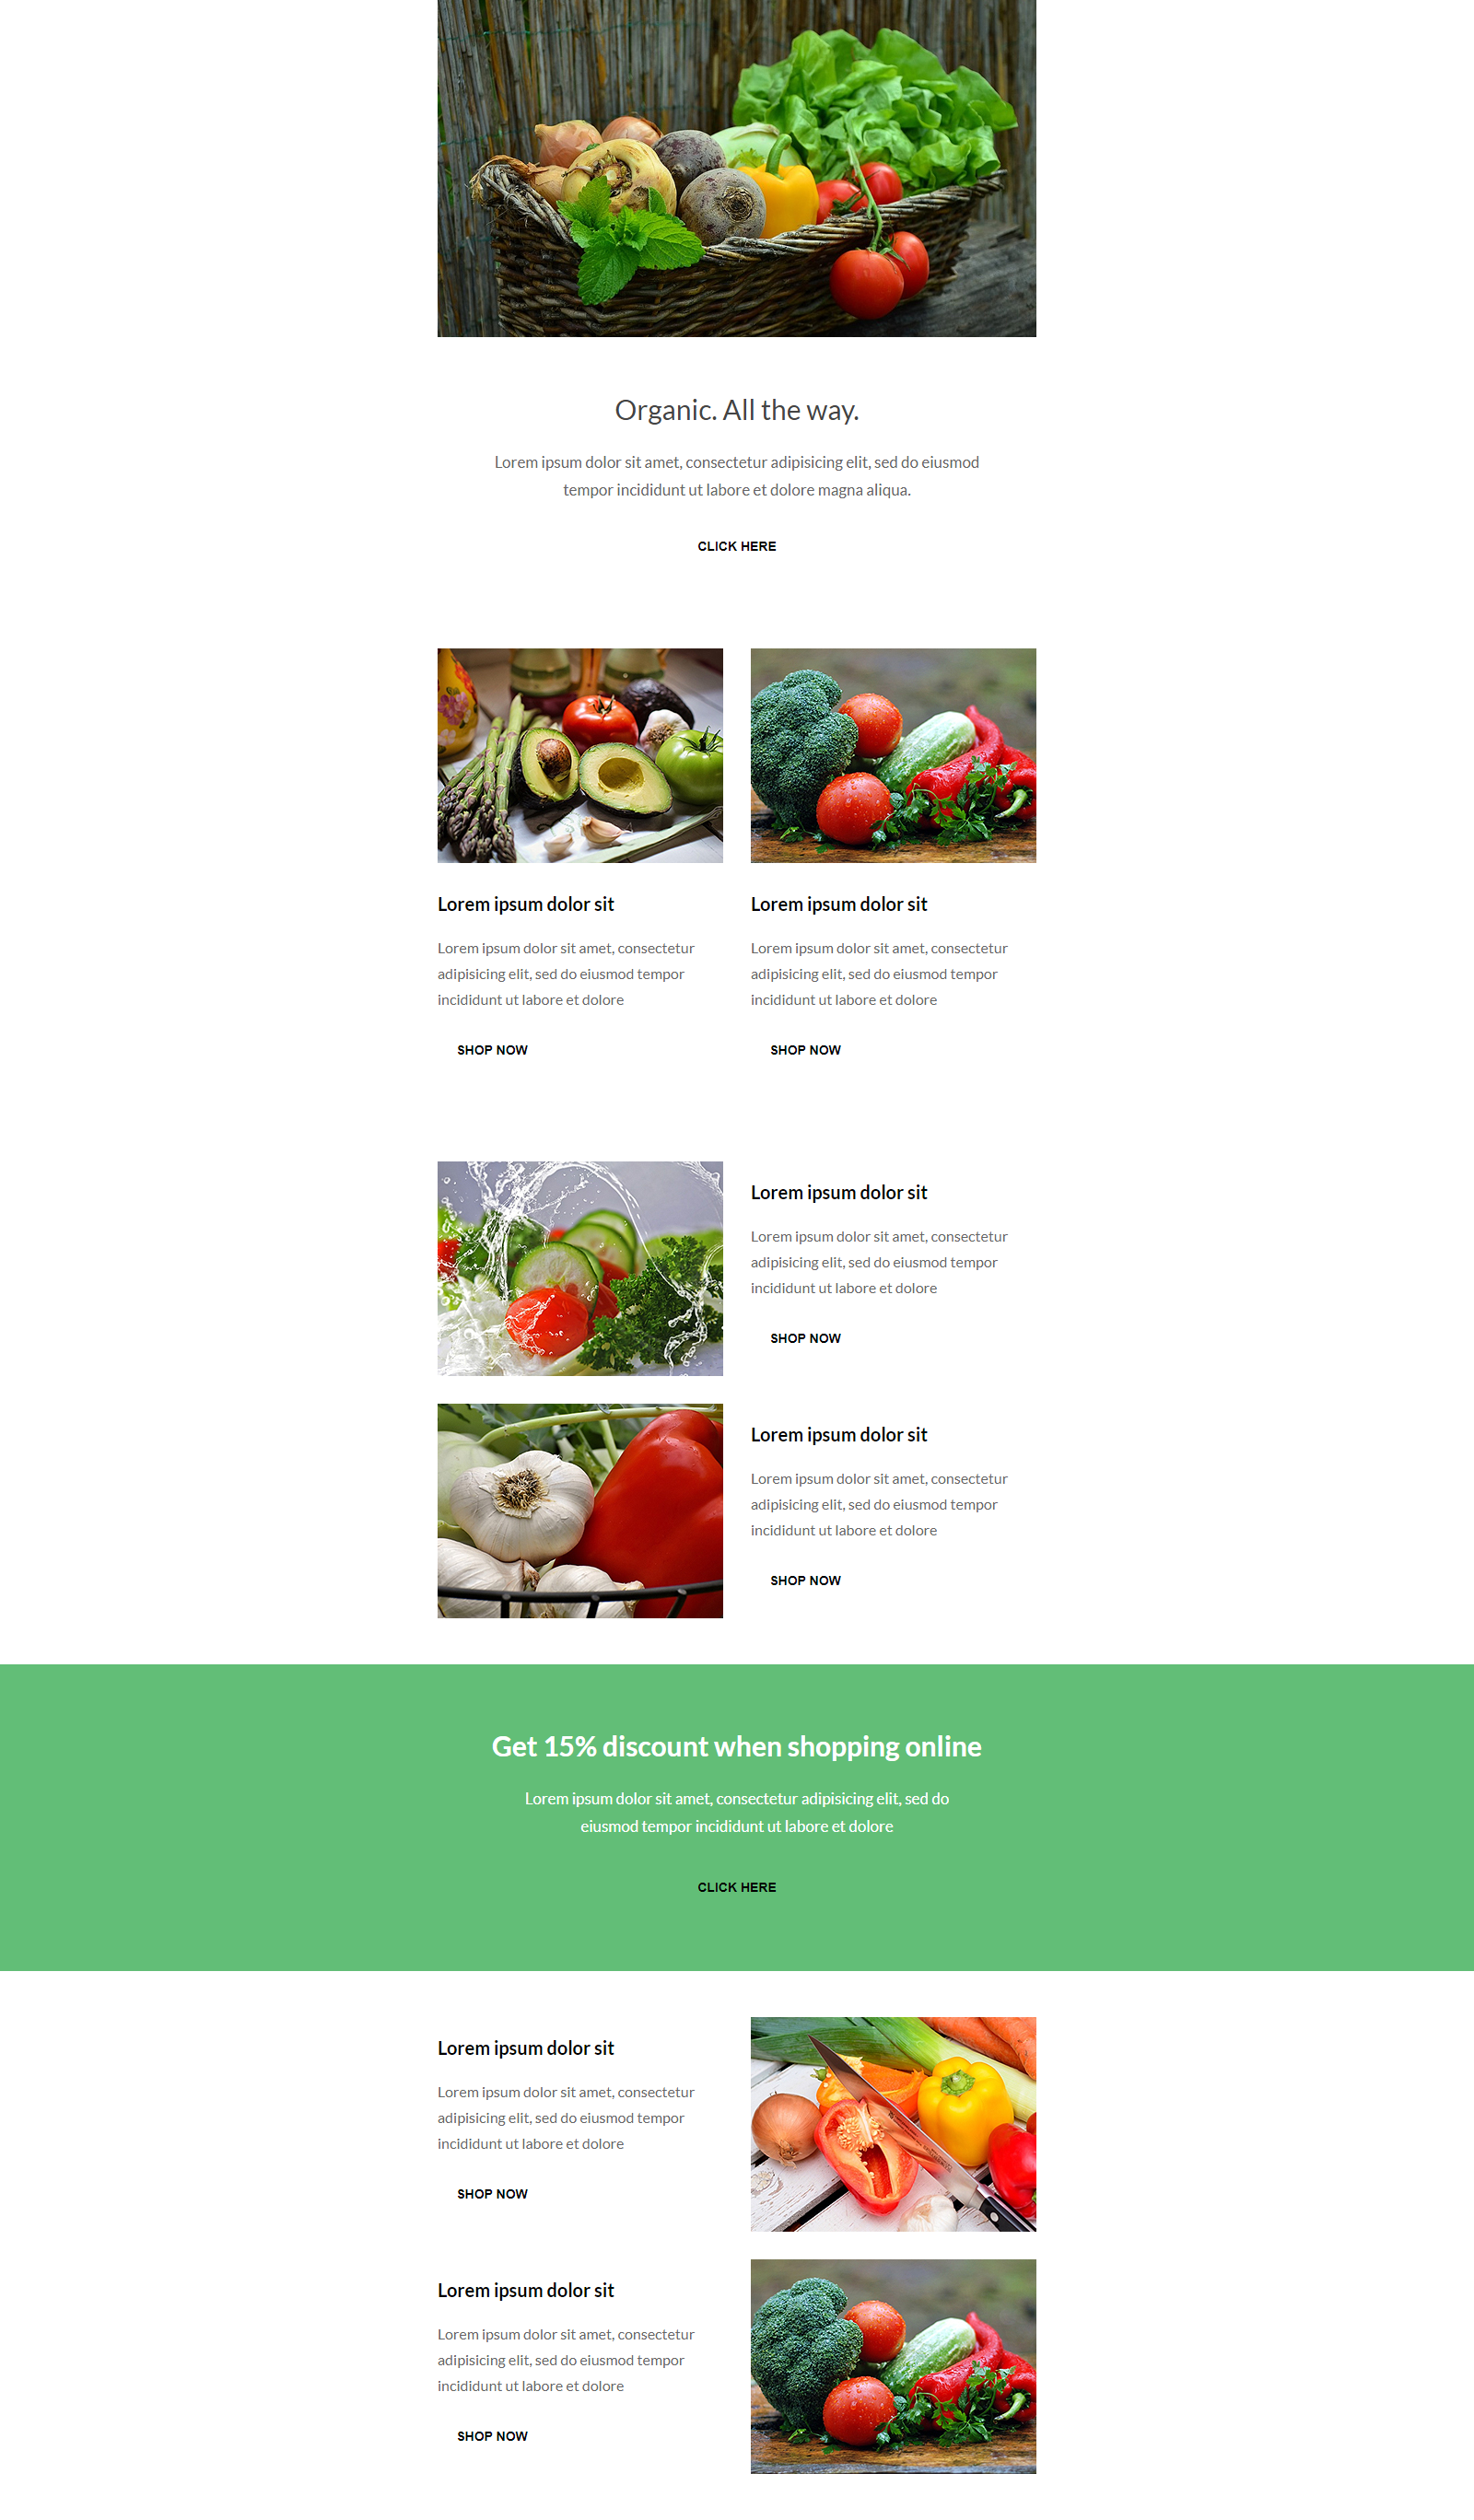 Organic. All the way.
Lorem ipsum dolor sit amet, consectetur adipisicing elit, sed do eiusmod
tempor incididunt ut labore et dolore magna aliqua.
CLICK HERE
Lorem ipsum dolor sit
Lorem ipsum dolor sit amet, consectetur
adipisicing elit, sed do eiusmod tempor
incididunt ut labore et dolore
SHOP NOW
Lorem ipsum dolor sit
Lorem ipsum dolor sit amet, consectetur
adipisicing elit, sed do eiusmod tempor
incididunt ut labore et dolore
SHOP NOW
Lorem ipsum dolor sit
Lorem ipsum dolor sit amet, consectetur
adipisicing elit, sed do eiusmod tempor
incididunt ut labore et dolore
SHOP NOW
Lorem ipsum dolor sit
Lorem ipsum dolor sit amet, consectetur
adipisicing elit, sed do eiusmod tempor
incididunt ut labore et dolore
SHOP NOW
Get 15% discount when shopping online
Lorem ipsum dolor sit amet, consectetur adipisicing elit, sed do
eiusmod tempor incididunt ut labore et dolore
CLICK HERE
Lorem ipsum dolor sit
Lorem ipsum dolor sit amet, consectetur
adipisicing elit, sed do eiusmod tempor
incididunt ut labore et dolore
SHOP NOW
Lorem ipsum dolor sit
Lorem ipsum dolor sit amet, consectetur
adipisicing elit, sed do eiusmod tempor
incididunt ut labore et dolore
SHOP NOW